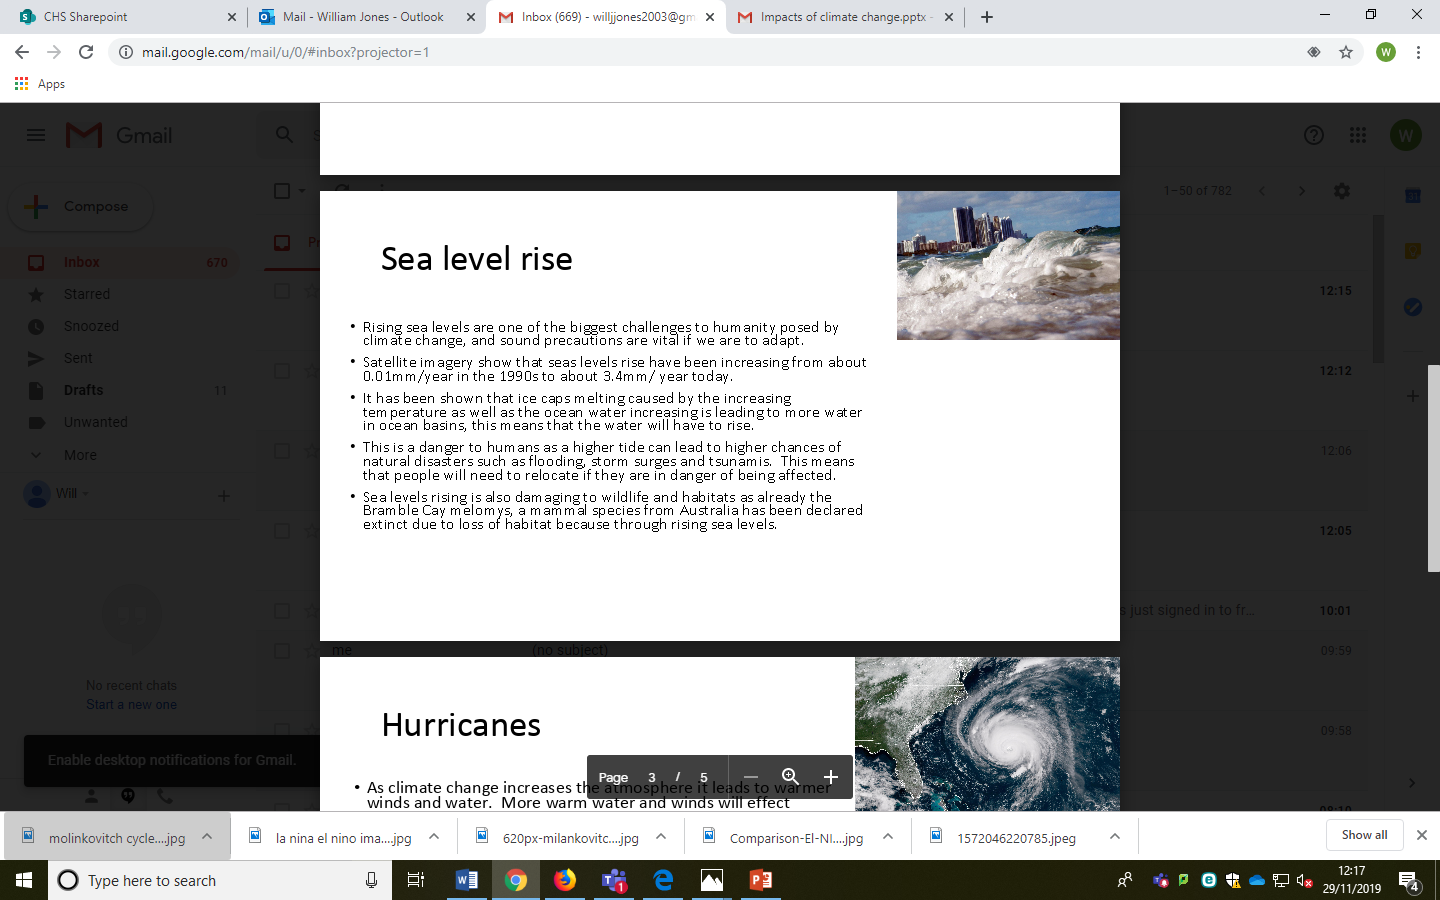 CHS Sharepoint
Mail - William Jones - Outlook
Inbox (669) - willjjones2003@gm
Impacts of climate change.pptx -
mail.google.com/mail/u/0/#inbox?projector=1
W
Apps
Gmail
W
Compose
1–50 of 782
Inbox 670
Starred
Snoozed
Sent
Drafts 11
Unwanted
More
Will
12:15
12:12
12:06
12:05
s just signed in to fr... 10:01
me (no subject) 09:59
09:58
08:10
No recent chats
Start a new one
Enable desktop notifications for Gmail.
Sea level rise
• Rising sea levels are one of the biggest challenges to humanity posed by
climate change, and sound precautions are vital if we are to adapt.
• Satellite imagery show that seas levels rise have been increasing from about
0.01mm/year in the 1990s to about 3.4mm/ year today.
• It has been shown that ice caps melting caused by the increasing
temperature as well as the ocean water increasing is leading to more water
in ocean basins, this means that the water will have to rise.
• This is a danger to humans as a higher tide can lead to higher chances of
natural disasters such as flooding, storm surges and tsunamis. This means
that people will need to relocate if they are in danger of being affected.
• Sea levels rising is also damaging to wildlife and habitats as already the
Bramble Cay melomys, a mammal species from Australia has been declared
extinct due to loss of habitat because through rising sea levels.
Hurricanes
• As climate change increases the atmosphere it leads to warmer
winds and water. More warm water and winds will effect
Page 3 / 5
molinkovitch cycle....jpg
la nina el nino ima....jpg
620px-milankovitc....jpg
Comparison-El-NI....jpg
1572046220785.jpeg
Show all
Type here to search
12:17
29/11/2019
4